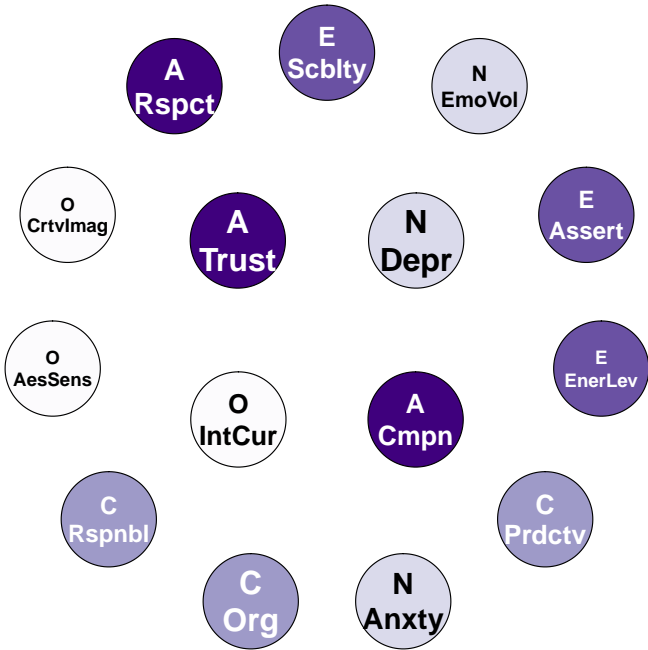 E
Scblty
A
Rspct
N
EmoVol
O
CrtvImag
A
Trust
N
Depr
E
Assert
O
AesSens
O
IntCur
A
Cmpn
E
EnerLev
C
Rspnbl
C
Prdctv
C
Org
N
Anxty